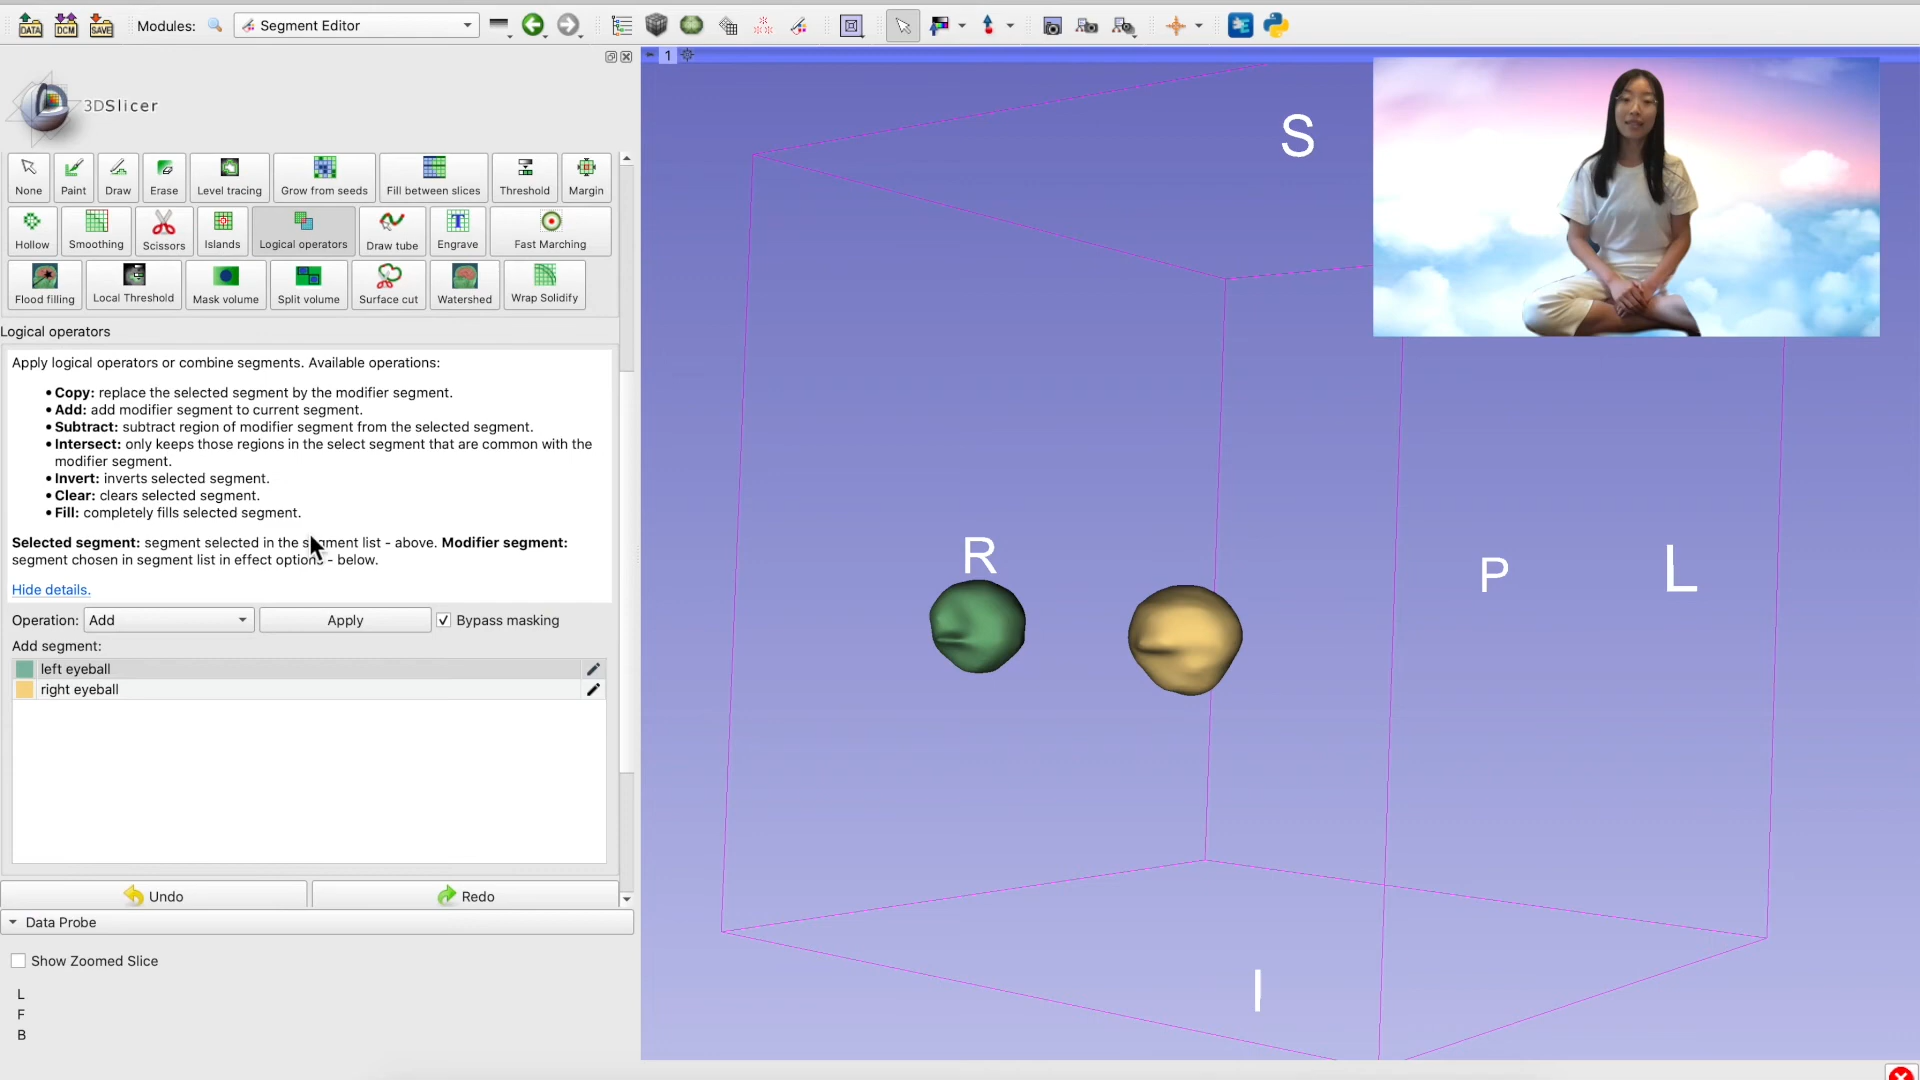 DATA DCM SAVE Modules: Segment Editor
1
3DSlicer
None Paint Draw Erase Level tracing Grow from seeds Fill between slices Threshold Margin
Hollow Smoothing Scissors Islands Logical operators Draw tube Engrave Fast Marching
Flood filling Local Threshold Mask volume Split volume Surface cut Watershed Wrap Solidify
Logical operators
Apply logical operators or combine segments. Available operations:
• Copy: replace the selected segment by the modifier segment.
• Add: add modifier segment to current segment.
• Subtract: subtract region of modifier segment from the selected segment.
• Intersect: only keeps those regions in the select segment that are common with the
modifier segment.
• Invert: inverts selected segment.
• Clear: clears selected segment.
• Fill: completely fills selected segment.
Selected segment: segment selected in the segment list - above. Modifier segment:
segment chosen in segment list in effect options - below.
Hide details.
Operation: Add Apply Bypass masking
Add segment:
left eyeball
right eyeball
Undo Redo
Data Probe
Show Zoomed Slice
L
F
B
S
R
P
L
I